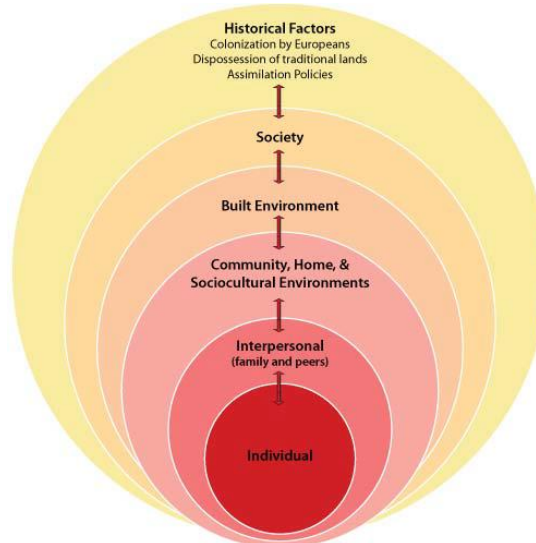 Historical Factors
Colonization by Europeans
Dispossession of traditional lands
Assimilation Policies
Society
Built Environment
Community, Home, &
Sociocultural Environments
Interpersonal
(family and peers)
Individual